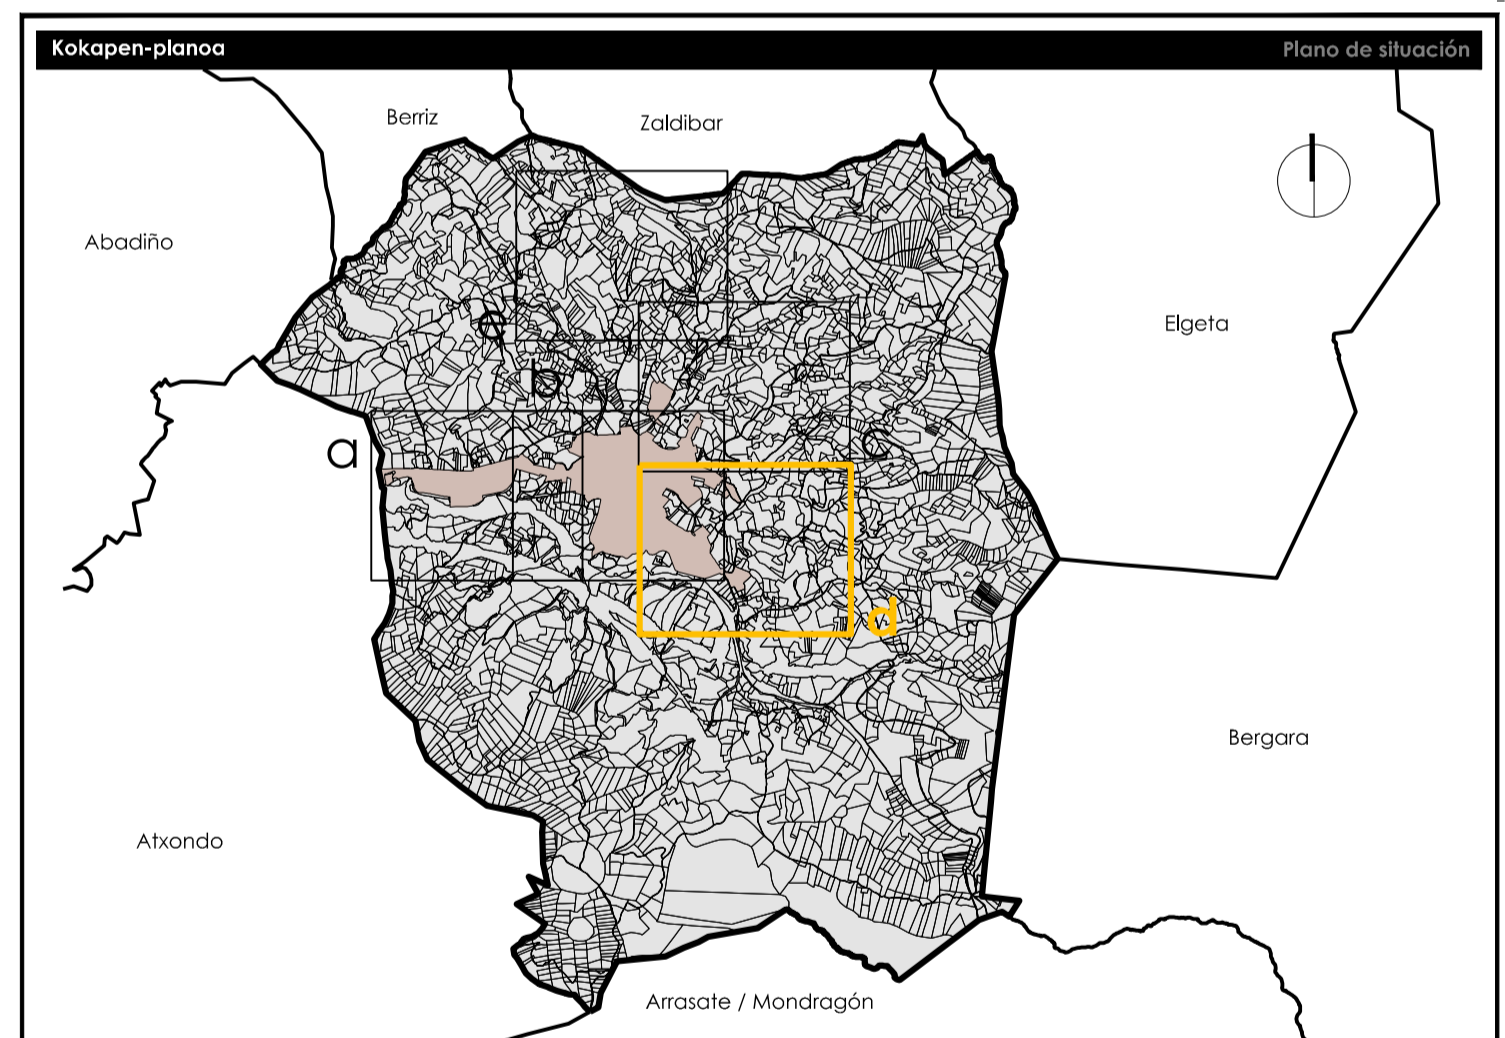 Kokapen-planoa
Plano de situación
Berriz
Zaldibar
Abadiño
Elgeta
e
b
a
c
d
Bergara
Atxondo
Arrasate / Mondragón